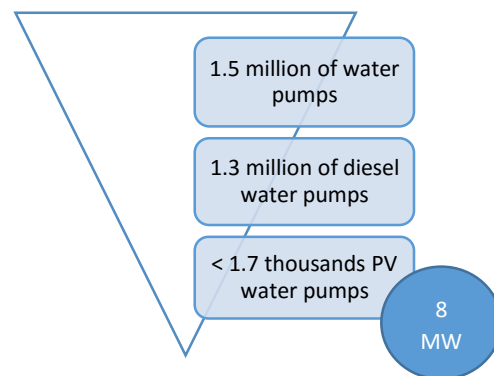 1.5 million of water
pumps
1.3 million of diesel
water pumps
< 1.7 thousands PV
water pumps
8
MW